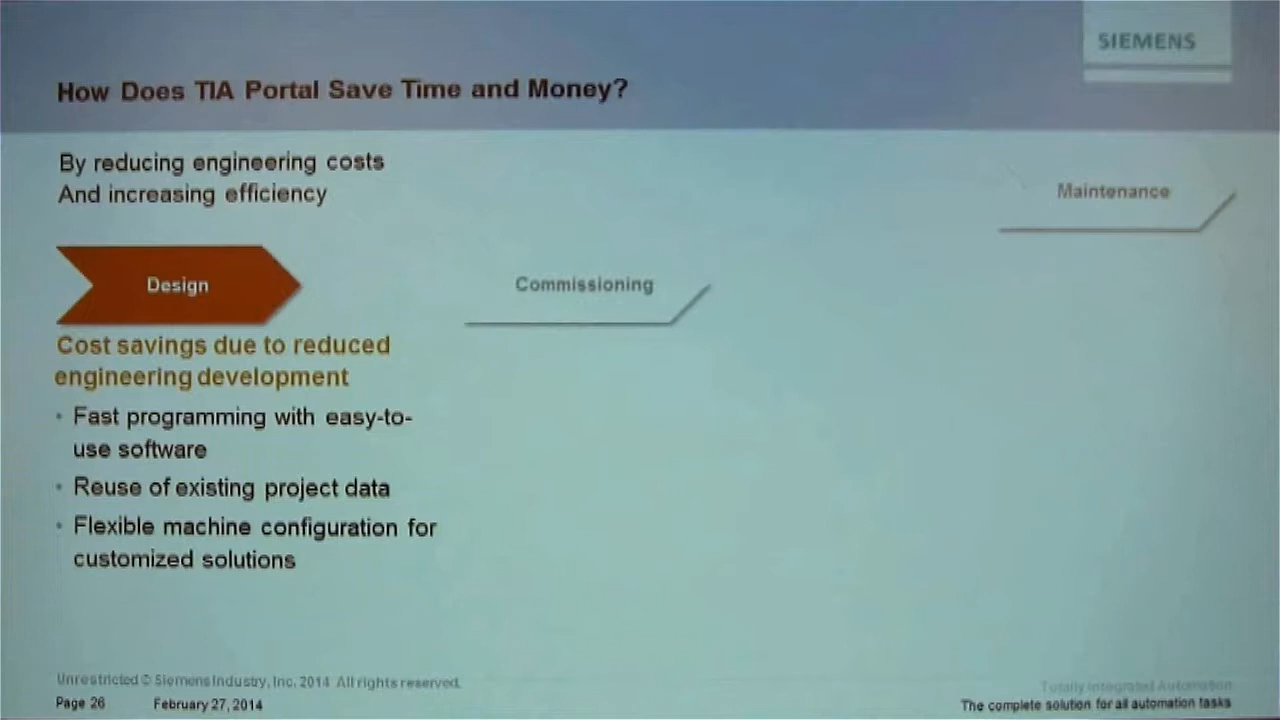 SIEMENS
How Does TIA Portal Save Time and Money?
By reducing engineering costs
And increasing efficiency
Maintenance
Design
Commissioning
Cost savings due to reduced
engineering development
• Fast programming with easy-to-
use software
• Reuse of existing project data
• Flexible machine configuration for
customized solutions
Unrestricted © Siemens Industry, Inc. 2014 All rights reserved.
Totally Integrated Automation
Page 26 February 27, 2014
The complete solution for all automation tasks